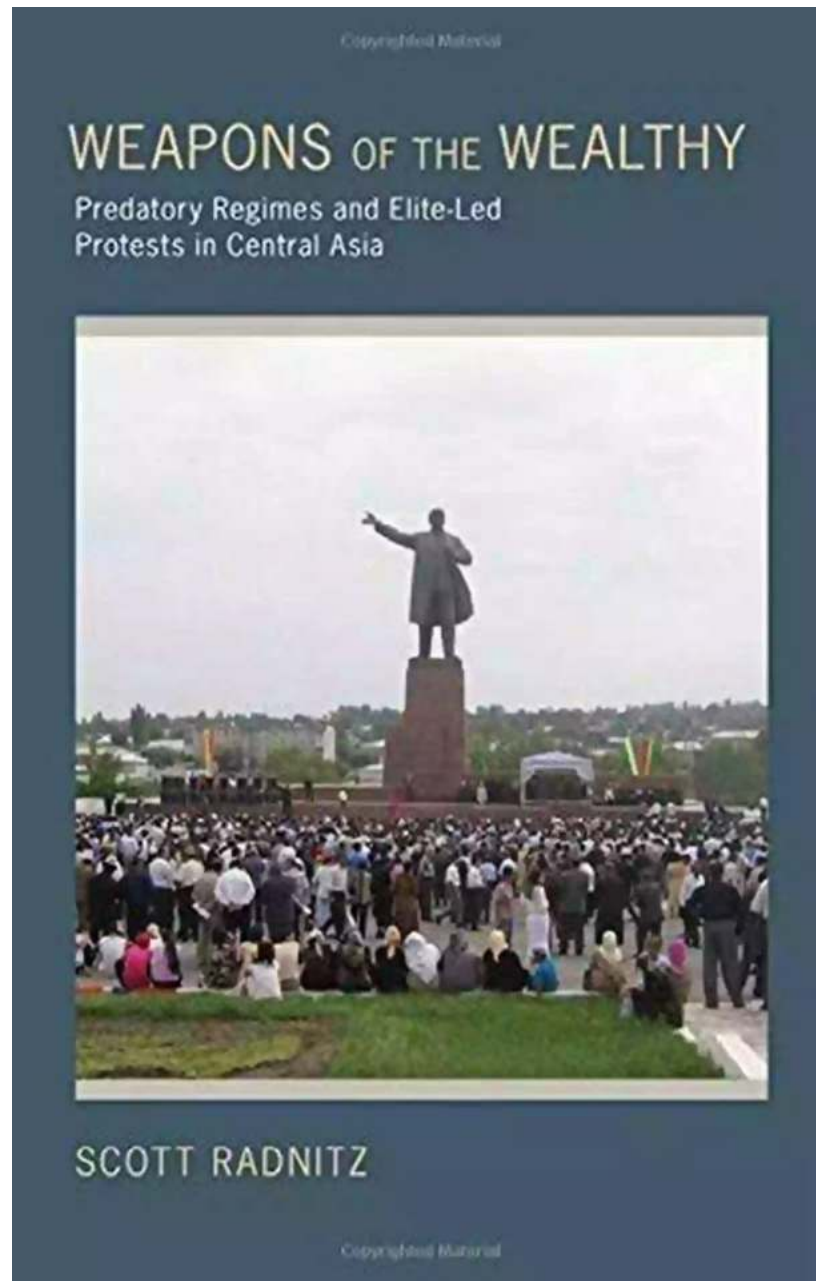 Copyrighted Material
WEAPONS OF THE WEALTHY
Predatory Regimes and Elite-Led
Protests in Central Asia
SCOTT RADNITZ
Copyrighted Material